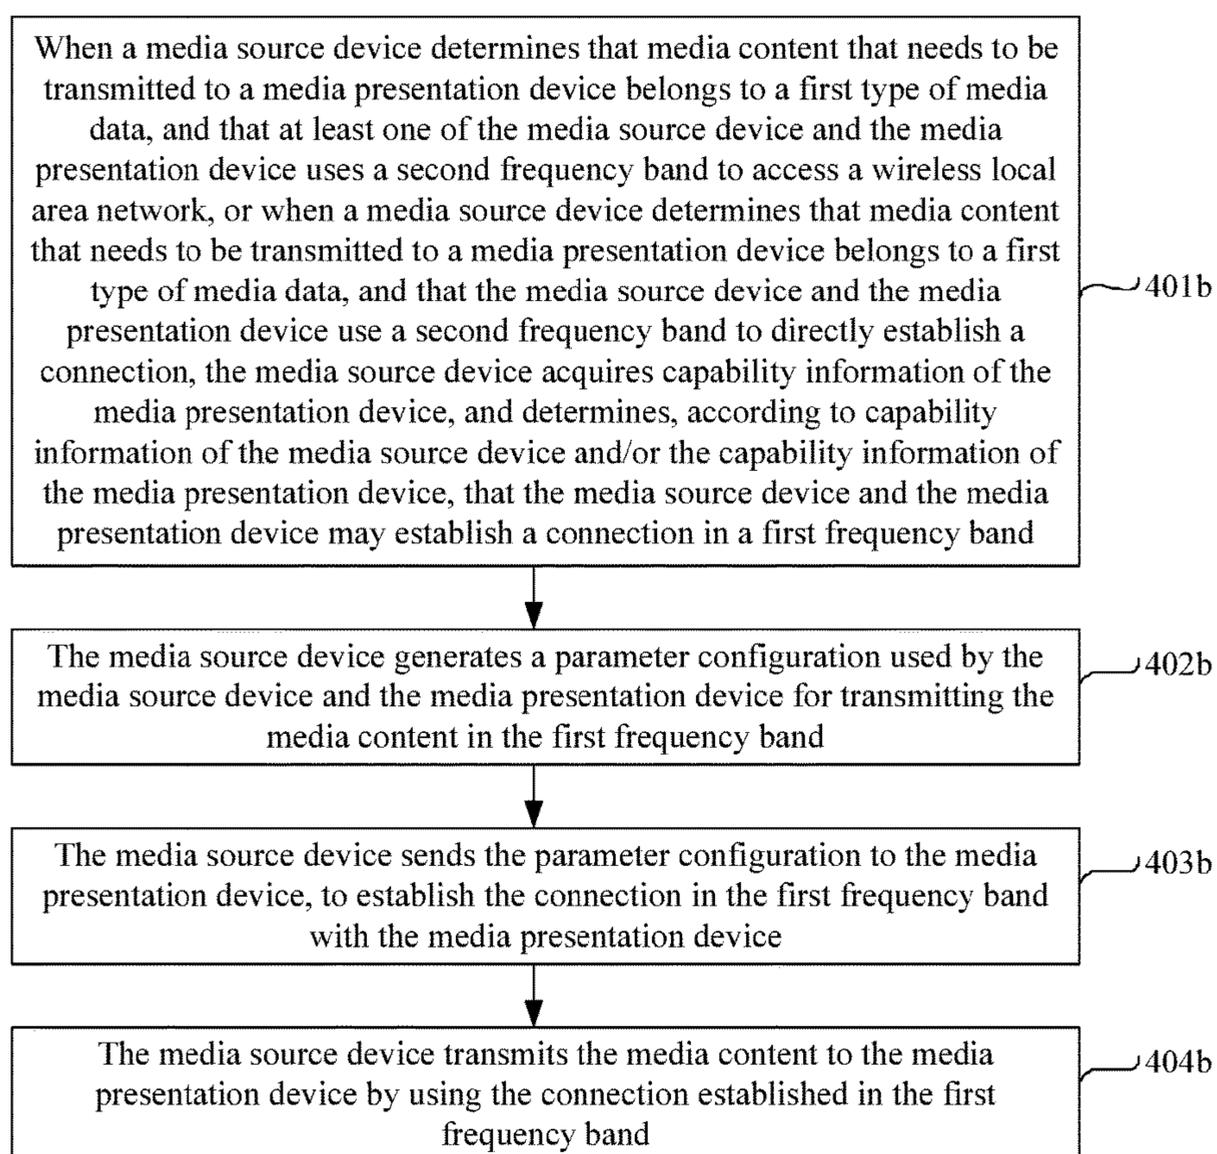 When a media source device determines that media content that needs to be
transmitted to a media presentation device belongs to a first type of media
data, and that at least one of the media source device and the media
presentation device uses a second frequency band to access a wireless local
area network, or when a media source device determines that media content
that needs to be transmitted to a media presentation device belongs to a first
type of media data, and that the media source device and the media
presentation device use a second frequency band to directly establish a
connection, the media source device acquires capability information of the
media presentation device, and determines, according to capability
information of the media source device and/or the capability information of
the media presentation device, that the media source device and the media
presentation device may establish a connection in a first frequency band
401b
The media source device generates a parameter configuration used by the
media source device and the media presentation device for transmitting the
media content in the first frequency band
402b
The media source device sends the parameter configuration to the media
presentation device, to establish the connection in the first frequency band
with the media presentation device
403b
The media source device transmits the media content to the media
presentation device by using the connection established in the first
frequency band
404b